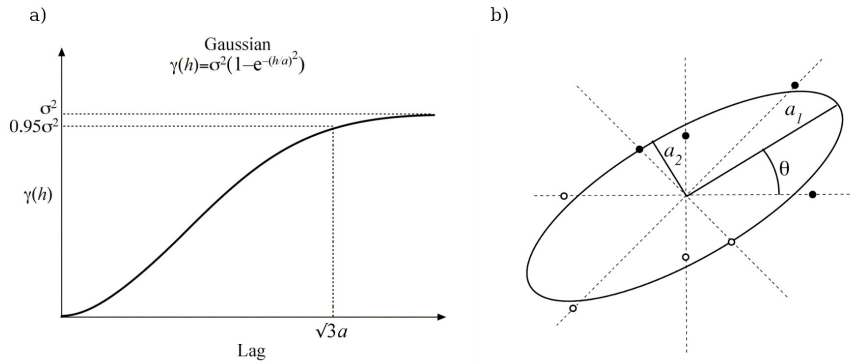 a)
Gaussian
γ(h)=σ²(1–e^–(h/a)²)
σ²
0.95σ²
γ(h)
√3a
Lag
b)
a₁
a₂
θ